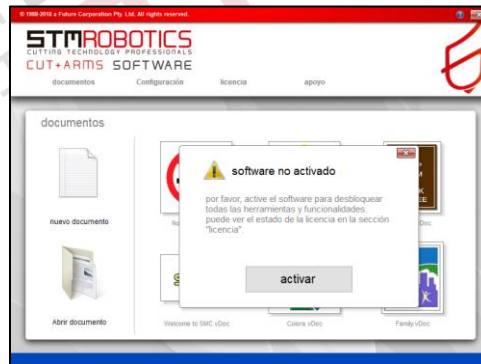 © 1988-2018 a Future Corporation Pty. Ltd. All rights reserved.
STMROBOTICS
CUTTING TECHNOLOGY PROFESSIONALS
CUT+ARMS SOFTWARE
documentos Configuración licencia apoyo
documentos
software no activado
por favor, active el software para desbloquear
todas las herramientas y funcionalidades
puede ver el estado de la licencia en la sección
"licencia".
activar
nuevo documento
Abrir documento
Welcome to SMC vDoc
Colors vDoc
Family vDoc